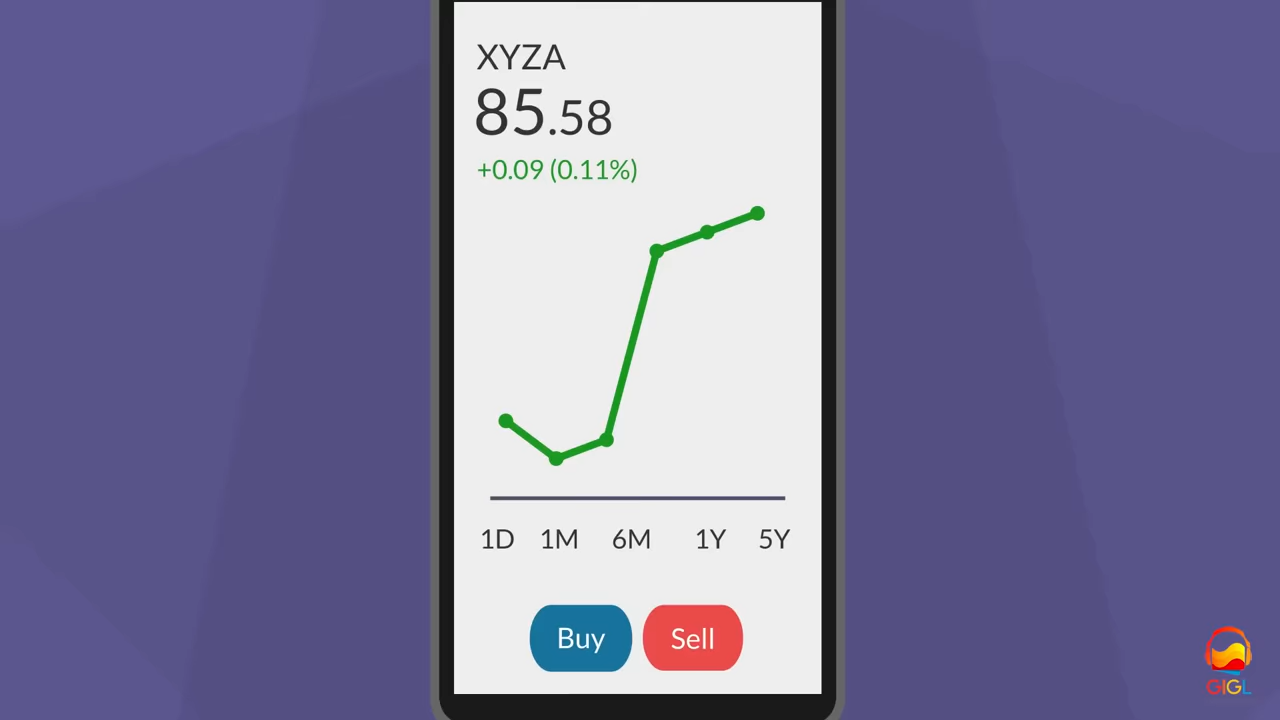 XYZA
85.58
+0.09 (0.11%)
1D 1M 6M 1Y 5Y
Buy Sell
GIGL